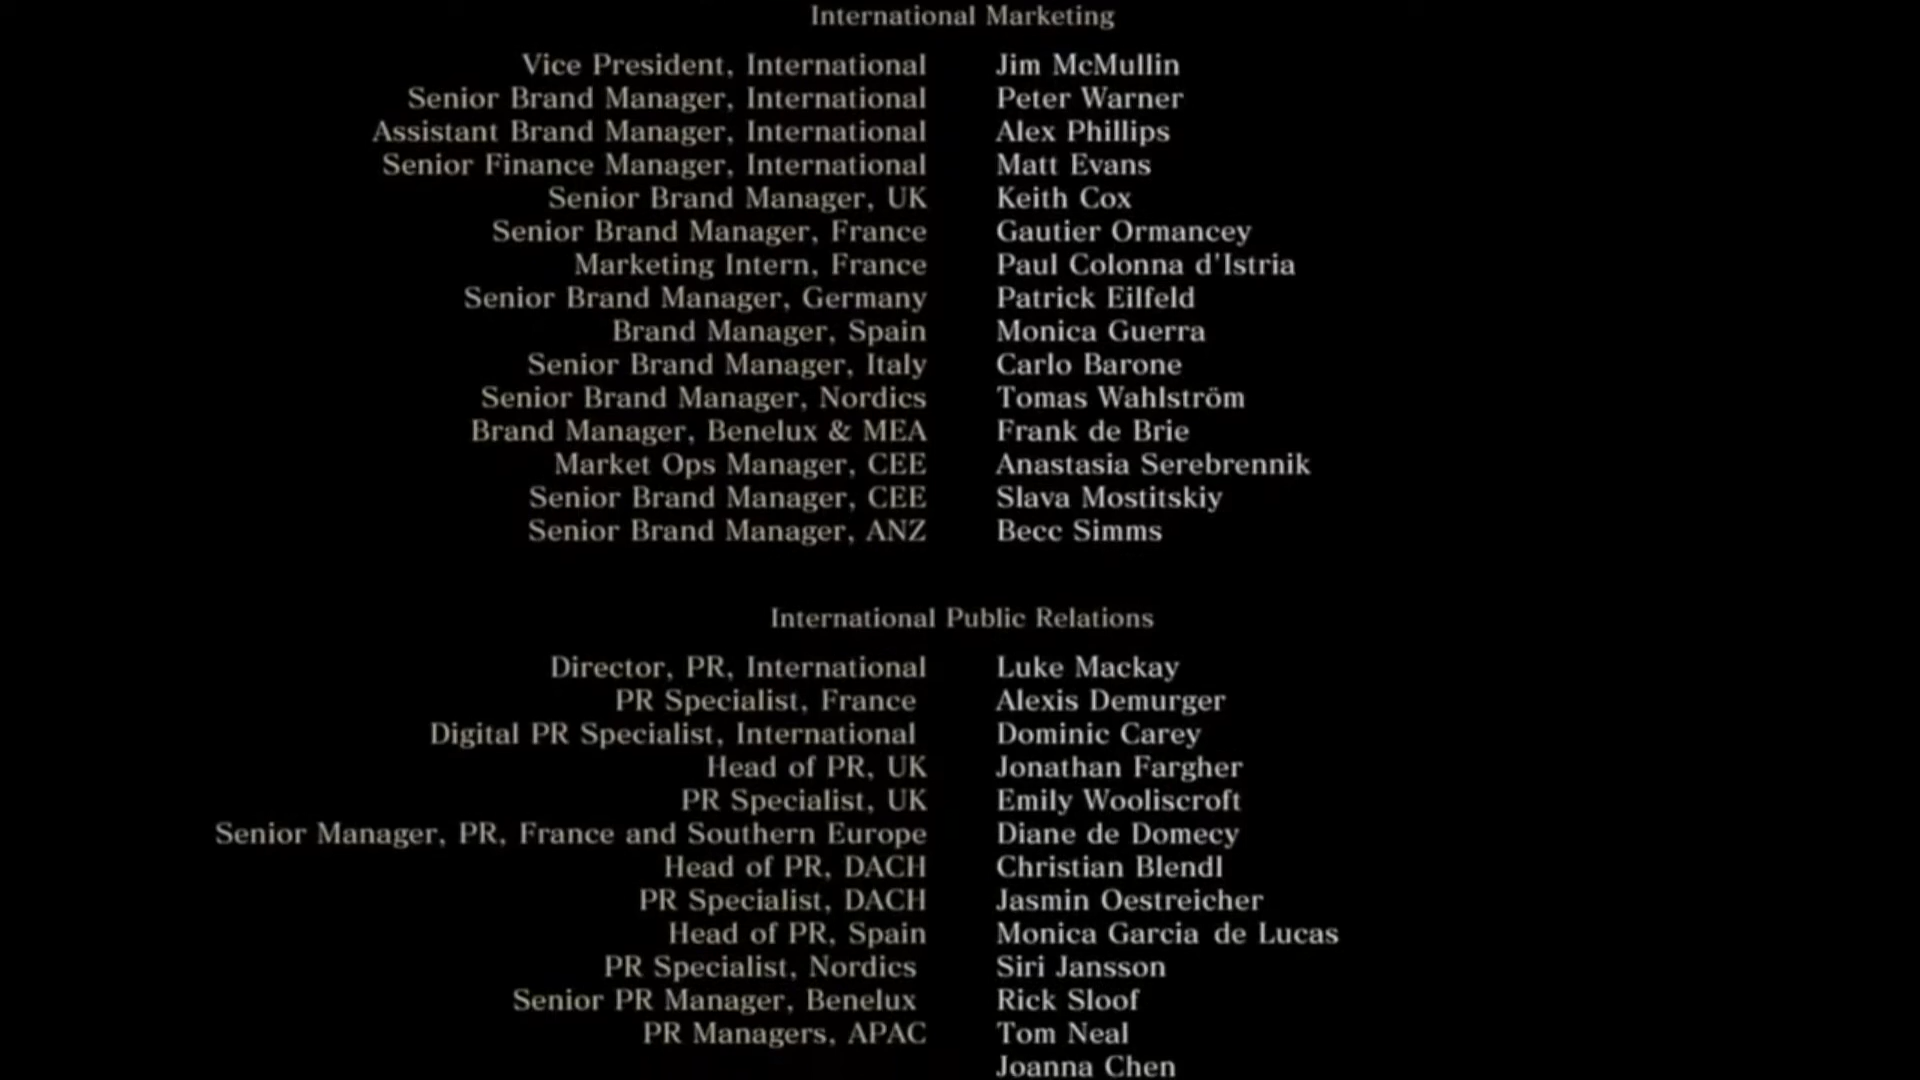 International Marketing
Vice President, International Jim McMullin
Senior Brand Manager, International Peter Warner
Assistant Brand Manager, International Alex Phillips
Senior Finance Manager, International Matt Evans
Senior Brand Manager, UK Keith Cox
Senior Brand Manager, France Gautier Ormancey
Marketing Intern, France Paul Colonna d'Istria
Senior Brand Manager, Germany Patrick Eilfeld
Brand Manager, Spain Monica Guerra
Senior Brand Manager, Italy Carlo Barone
Senior Brand Manager, Nordics Tomas Wahlström
Brand Manager, Benelux & MEA Frank de Brie
Market Ops Manager, CEE Anastasia Serebrennik
Senior Brand Manager, CEE Slava Mostitskiy
Senior Brand Manager, ANZ Becc Simms
International Public Relations
Director, PR, International Luke Mackay
PR Specialist, France Alexis Demurger
Digital PR Specialist, International Dominic Carey
Head of PR, UK Jonathan Fargher
PR Specialist, UK Emily Wooliscroft
Senior Manager, PR, France and Southern Europe Diane de Domecy
Head of PR, DACH Christian Blendl
PR Specialist, DACH Jasmin Oestreicher
Head of PR, Spain Monica Garcia de Lucas
PR Specialist, Nordics Siri Jansson
Senior PR Manager, Benelux Rick Sloof
PR Managers, APAC Tom Neal
Joanna Chen